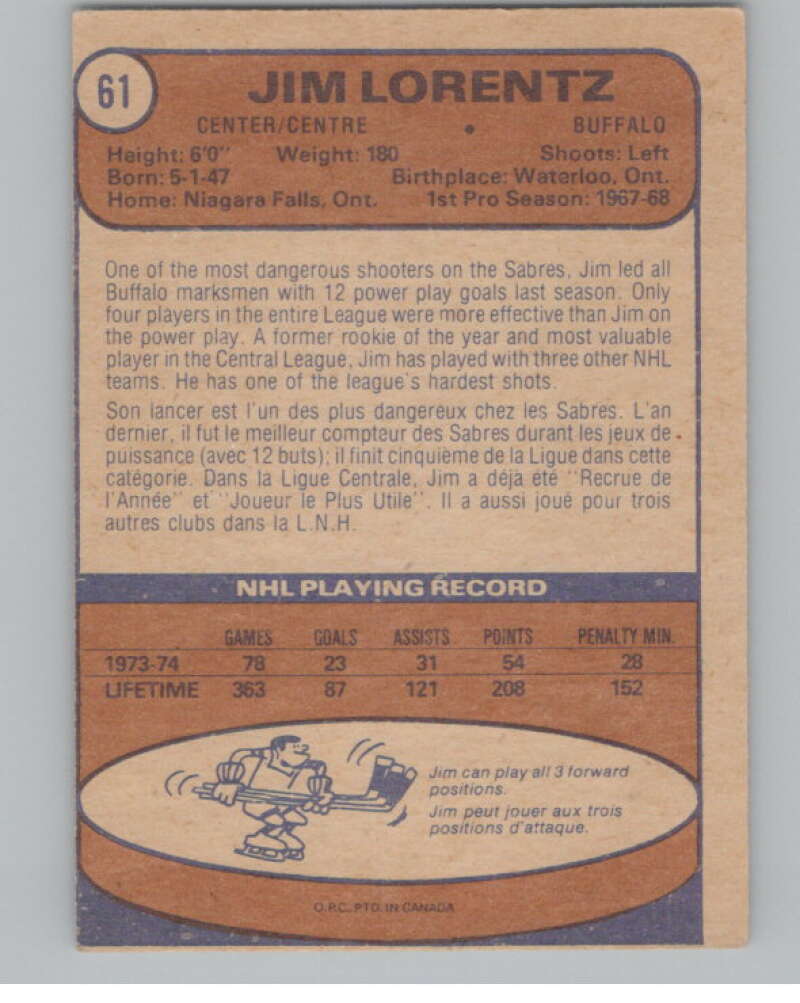 61
JIM LORENTZ
CENTER/CENTRE • BUFFALO
Height: 6'0" Weight: 180 Shoots: Left
Born: 5-1-47 Birthplace: Waterloo, Ont.
Home: Niagara Falls, Ont. 1st Pro Season: 1967-68
One of the most dangerous shooters on the Sabres, Jim led all
Buffalo marksmen with 12 power play goals last season. Only
four players in the entire League were more effective than Jim on
the power play. A former rookie of the year and most valuable
player in the Central League, Jim has played with three other NHL
teams. He has one of the league's hardest shots.
Son lancer est l'un des plus dangereux chez les Sabres. L'an
dernier, il fut le meilleur compteur des Sabres durant les jeux de
puissance (avec 12 buts); il finit cinquième de la Ligue dans cette
catégorie. Dans la Ligue Centrale, Jim a déjà été "Recrue de
l'Année" et "Joueur le Plus Utile". Il a aussi joué pour trois
autres clubs dans la L.N.H.
NHL PLAYING RECORD
GAMES GOALS ASSISTS POINTS PENALTY MIN.
1973-74 78 23 31 54 28
LIFETIME 363 87 121 208 152
Jim can play all 3 forward
positions.
Jim peut jouer aux trois
positions d'attaque.
O.P.C. PTD. IN CANADA